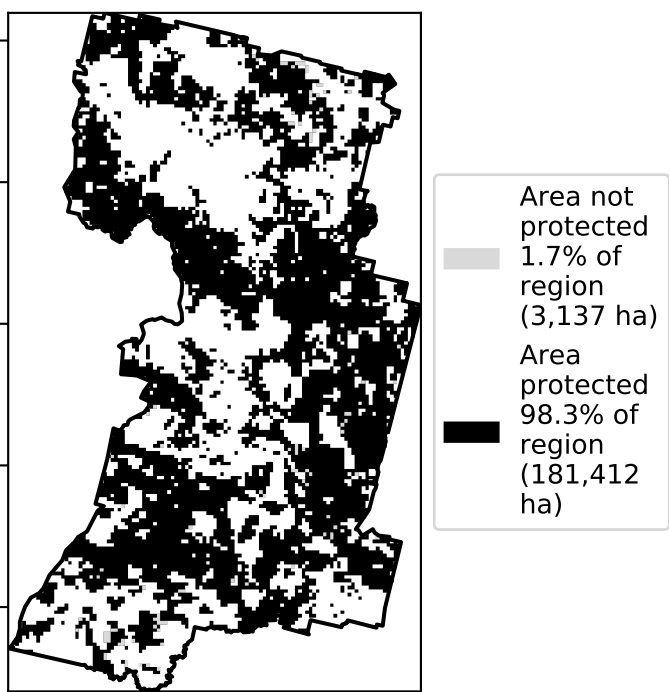 Area not
protected
1.7% of
region
(3,137 ha)
Area
protected
98.3% of
region
(181,412
ha)